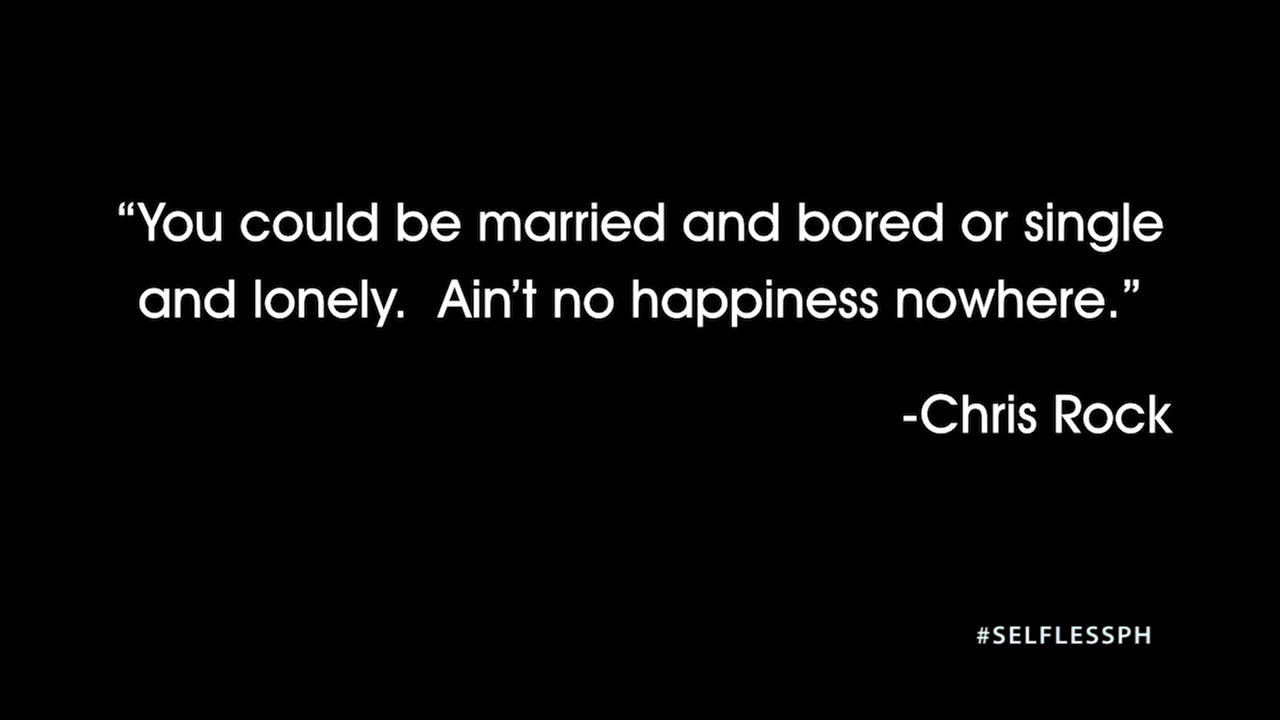 “You could be married and bored or single
and lonely.  Ain’t no happiness nowhere.”
-Chris Rock
#SELFLESSPH